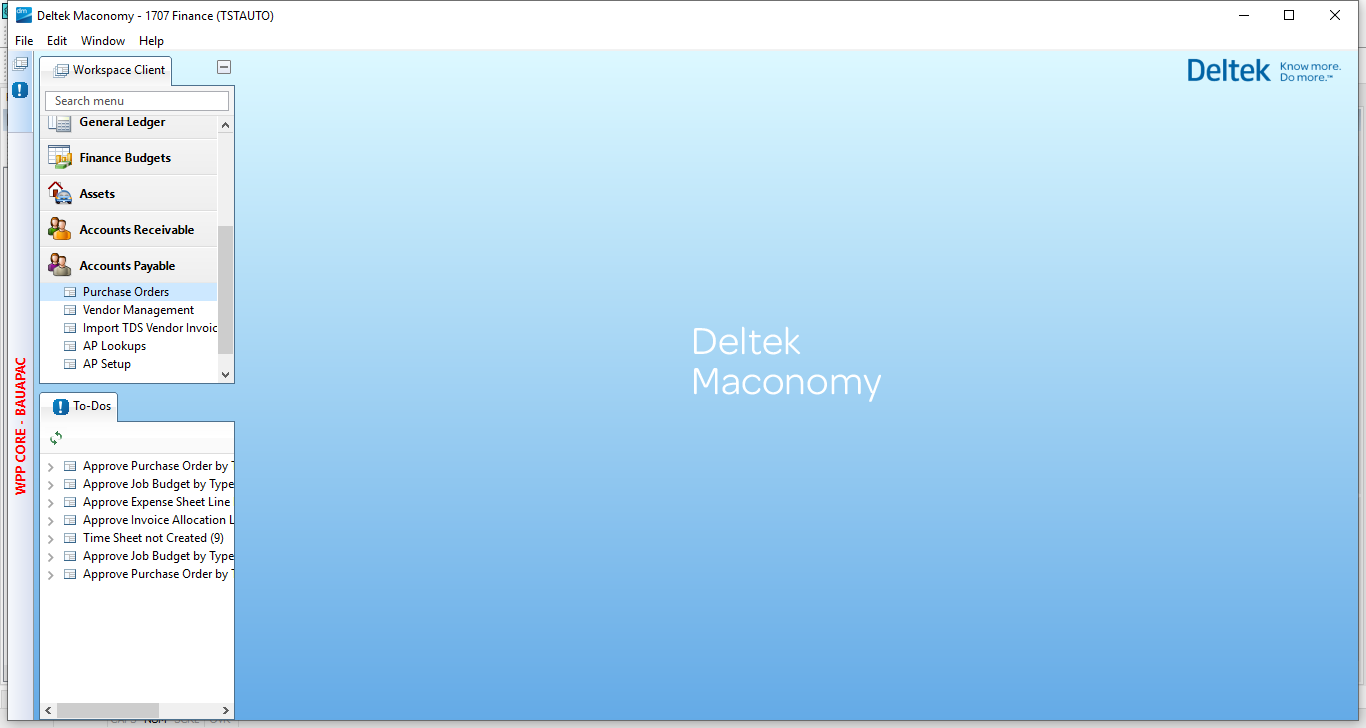 Deltek Maconomy - 1707 Finance (TSTAUTO)
File Edit Window Help
Workspace Client
Search menu
General Ledger
Finance Budgets
Assets
Accounts Receivable
Accounts Payable
Purchase Orders
Vendor Management
Import TDS Vendor Invoic
AP Lookups
AP Setup
To-Dos
Approve Purchase Order by T
Approve Job Budget by Type
Approve Expense Sheet Line
Approve Invoice Allocation L
Time Sheet not Created (9)
Approve Job Budget by Type
Approve Purchase Order by T
WPP CORE - BAUAPAC
Deltek Know more.
Do more.™
Deltek
Maconomy
CAPS NUM SCRL OVR